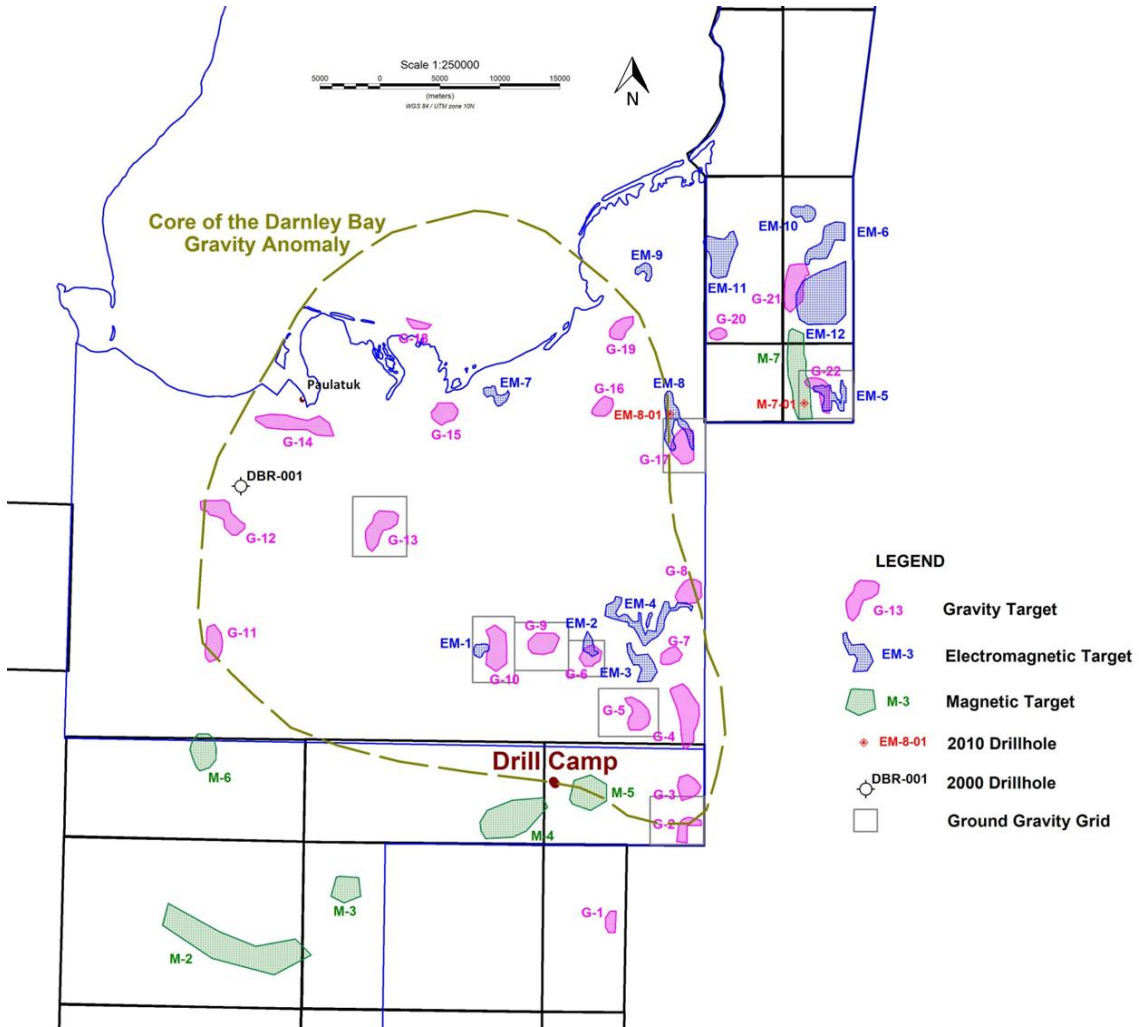 Scale 1:250000
5000 0 5000 10000 15000
(meters)
WGS 84 / UTM zone 10N
N
Core of the Darnley Bay
Gravity Anomaly
EM-10
EM-6
EM-9
EM-11
G-21
EM-12
G-20
G-18
G-19
M-7
Paulatuk
EM-7
G-16
EM-8
G-22
EM-5
EM-8-01
M-7-01
G-14
G-15
G-17
DBR-001
G-12
G-13
G-8
EM-4
G-11
EM-1
G-9
EM-2
G-7
G-10
G-6
EM-3
G-5
G-4
M-6
Drill Camp
M-5
G-3
M-4
G-2
M-3
G-1
M-2
LEGEND
G-13 Gravity Target
EM-3 Electromagnetic Target
M-3 Magnetic Target
EM-8-01 2010 Drillhole
DBR-001 2000 Drillhole
Ground Gravity Grid